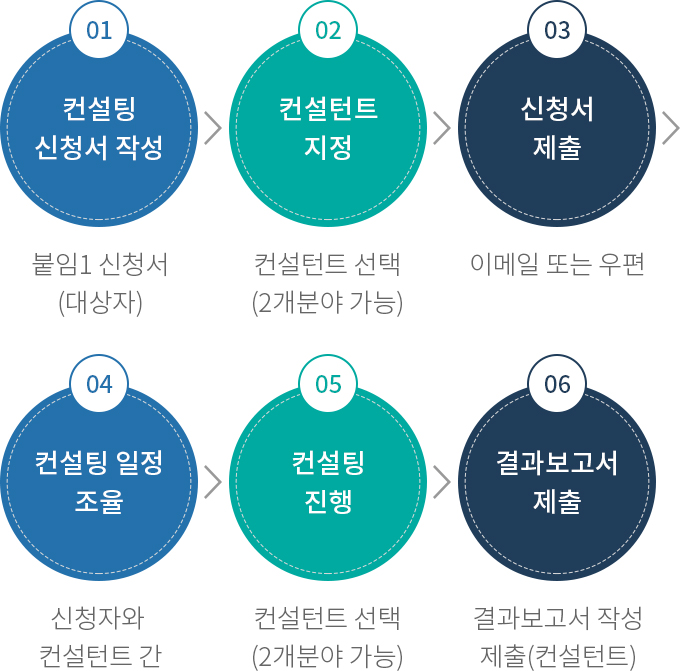 01
컨설팅
신청서 작성
붙임1 신청서
(대상자)
02
컨설턴트
지정
컨설턴트 선택
(2개분야 가능)
03
신청서
제출
이메일 또는 우편
04
컨설팅 일정
조율
신청자와
컨설턴트 간
05
컨설팅
진행
컨설턴트 선택
(2개분야 가능)
06
결과보고서
제출
결과보고서 작성
제출(컨설턴트)